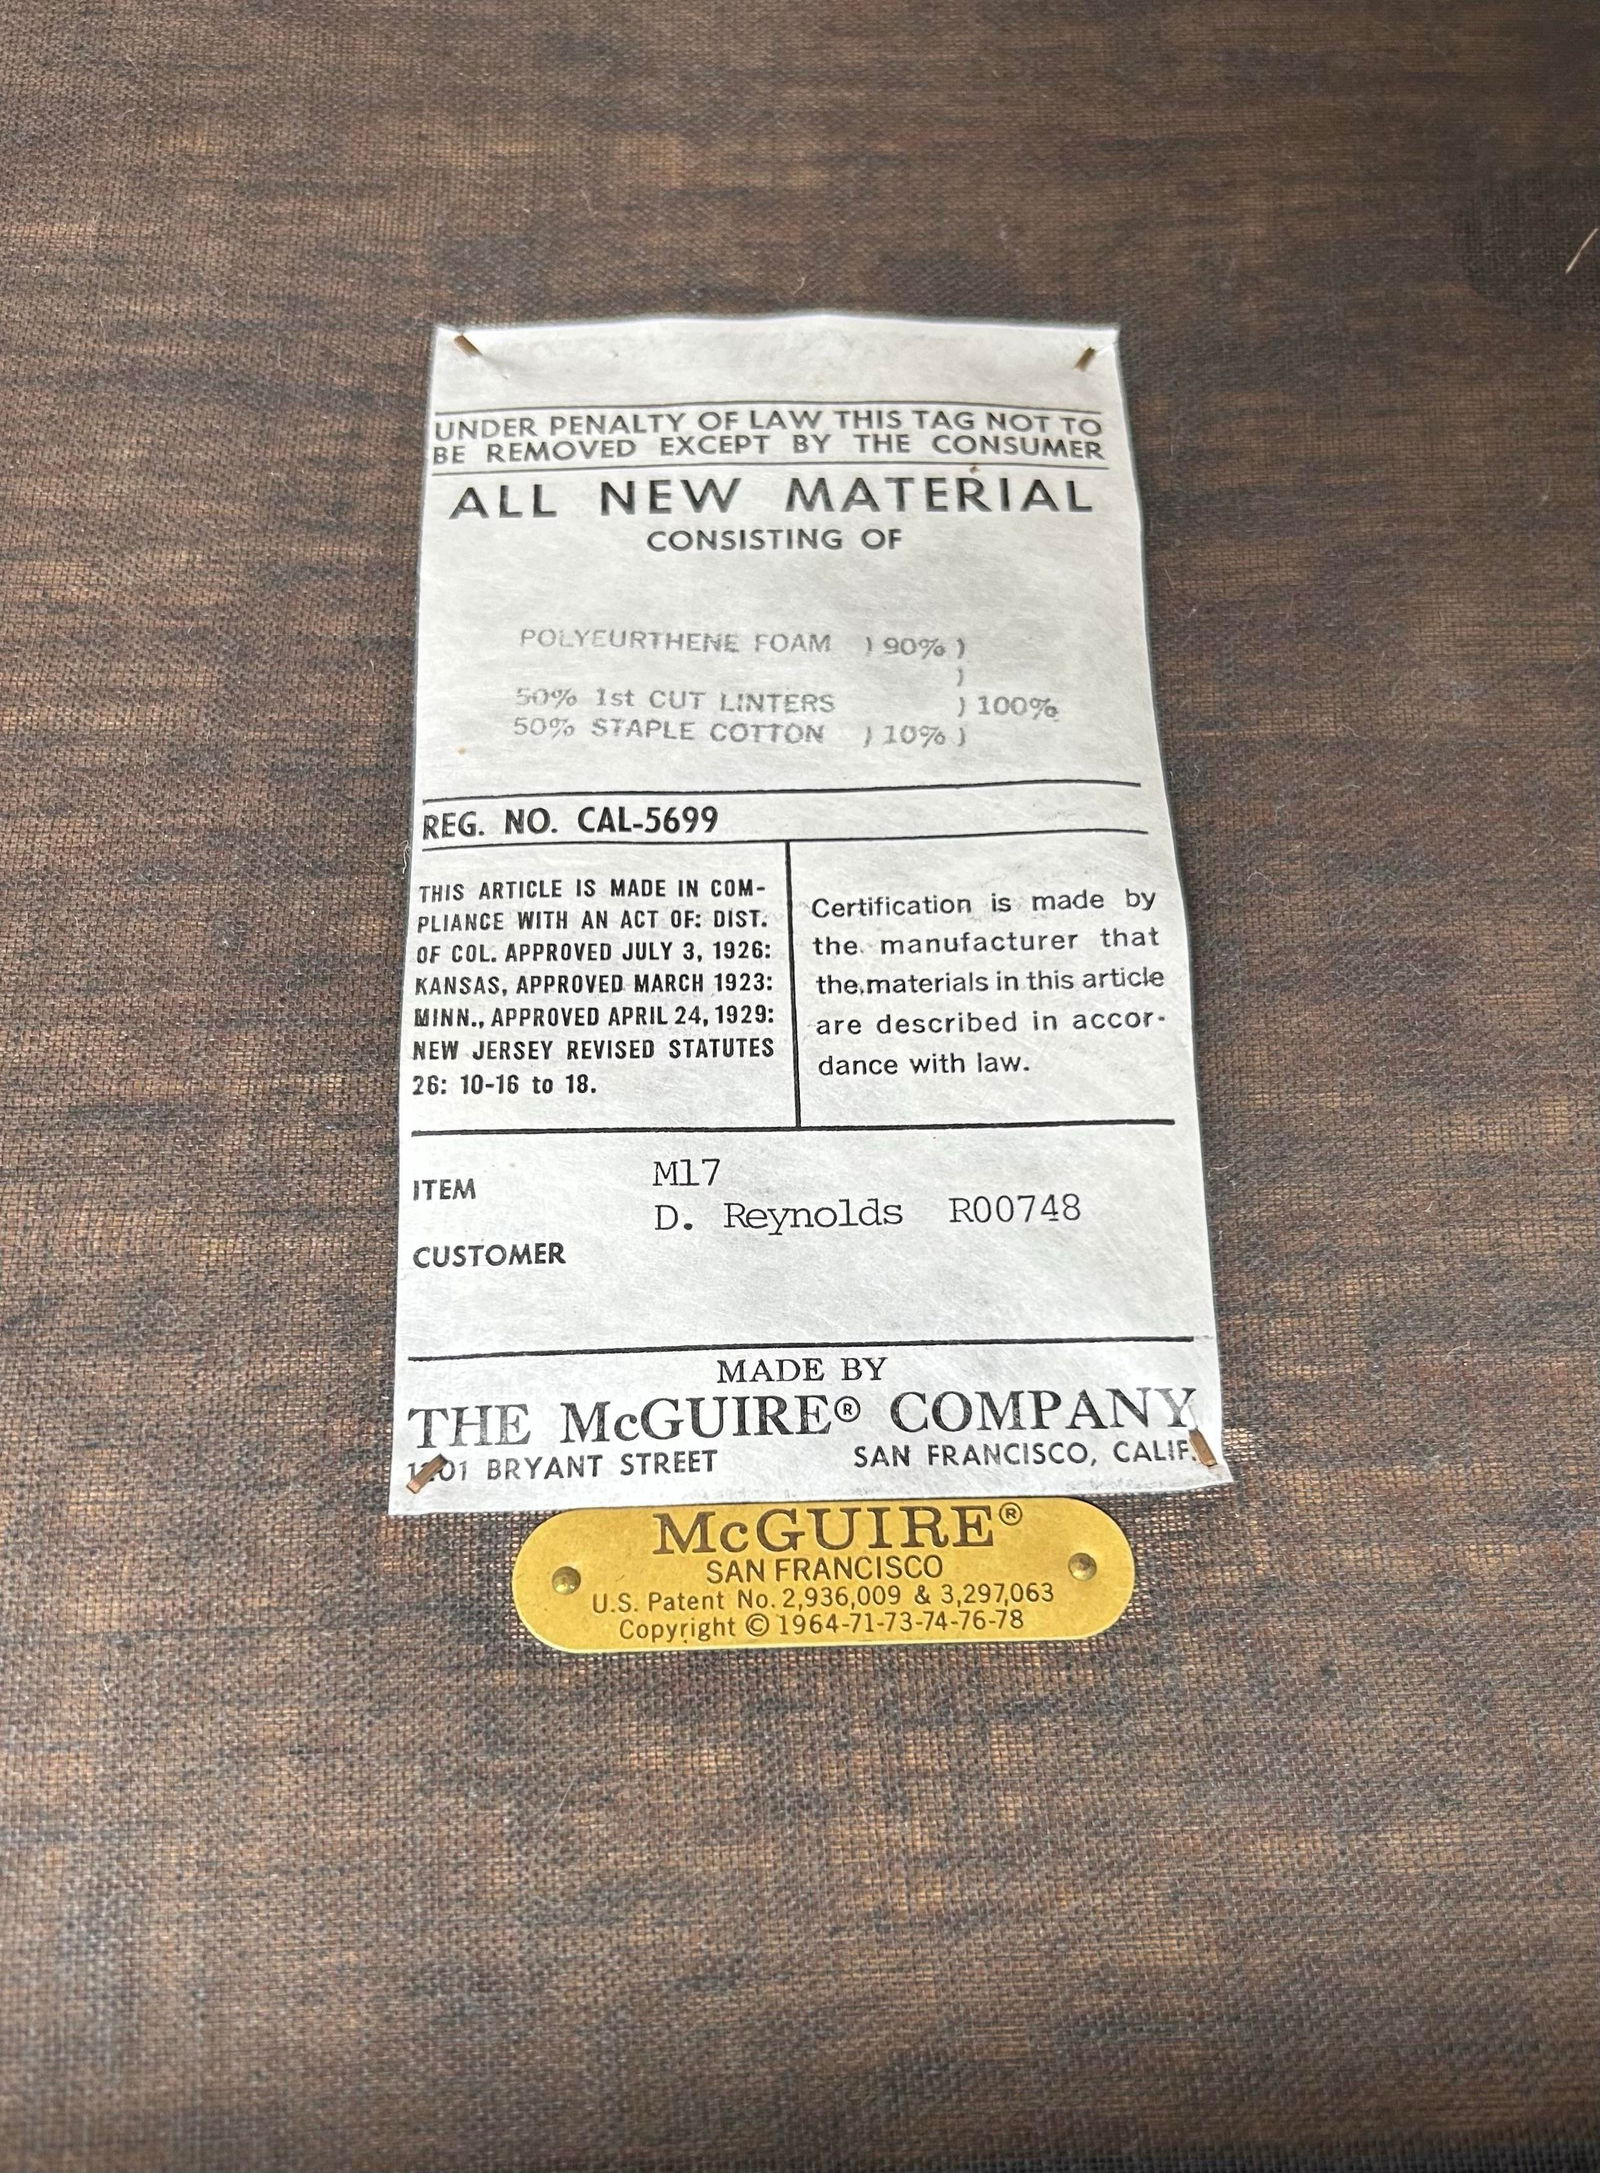 UNDER PENALTY OF LAW THIS TAG NOT TO
BE REMOVED EXCEPT BY THE CONSUMER
ALL NEW MATERIAL
CONSISTING OF
POLYEURTHENE FOAM ) 90% )
)
50% 1st CUT LINTERS ) 100%
50% STAPLE COTTON ) 10% )
REG. NO. CAL-5699
THIS ARTICLE IS MADE IN COM-
PLIANCE WITH AN ACT OF: DIST.
OF COL. APPROVED JULY 3, 1926:
KANSAS, APPROVED MARCH 1923:
MINN., APPROVED APRIL 24, 1929:
NEW JERSEY REVISED STATUTES
26: 10-16 to 18.
Certification is made by
the manufacturer that
the materials in this article
are described in accor-
dance with law.
ITEM M17
D. Reynolds R00748
CUSTOMER
MADE BY
THE McGUIRE® COMPANY
BRYANT STREET SAN FRANCISCO, CALIF.
McGUIRE®
SAN FRANCISCO
U.S. Patent No. 2,936,009 & 3,297,063
Copyright © 1964-71-73-74-76-78